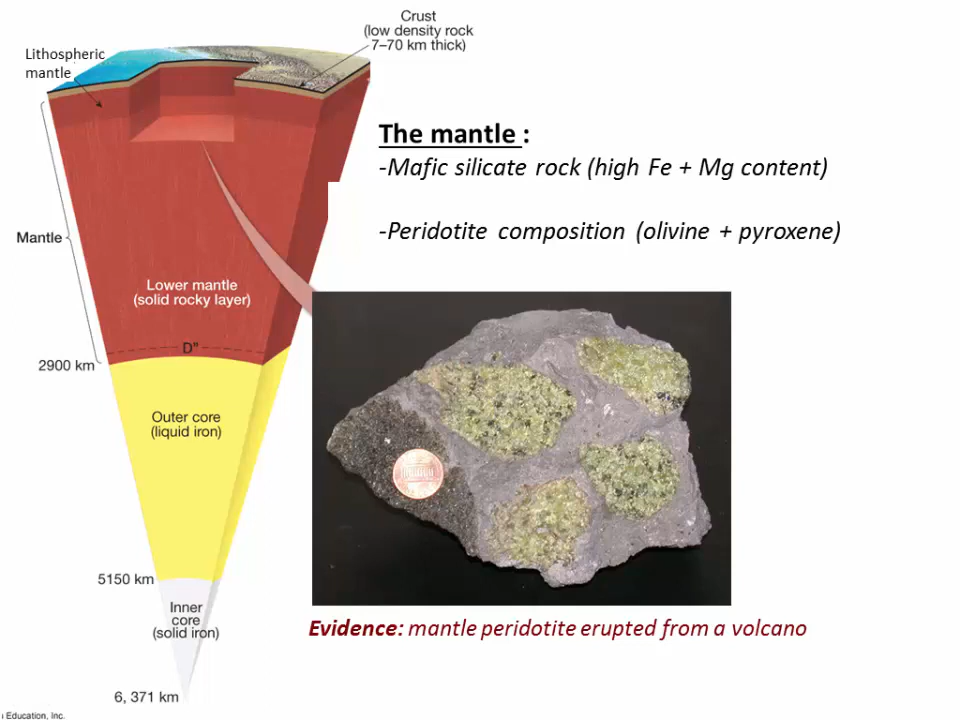 Crust
(low density rock
7–70 km thick)
Lithospheric
mantle
The mantle :
-Mafic silicate rock (high Fe + Mg content)
-Peridotite composition (olivine + pyroxene)
Mantle
Lower mantle
(solid rocky layer)
D"
2900 km
Outer core
(liquid iron)
5150 km
Inner
core
(solid iron)
Evidence: mantle peridotite erupted from a volcano
6, 371 km
Education, Inc.